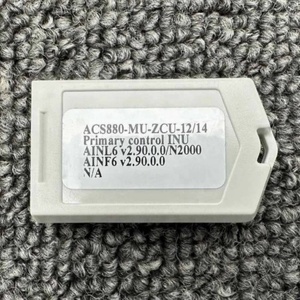 ACS880-MU-ZCU-12/14
Primary control INU
AINL6 v2.90.0.0/N2000
AINF6 v2.90.0.0
N/A